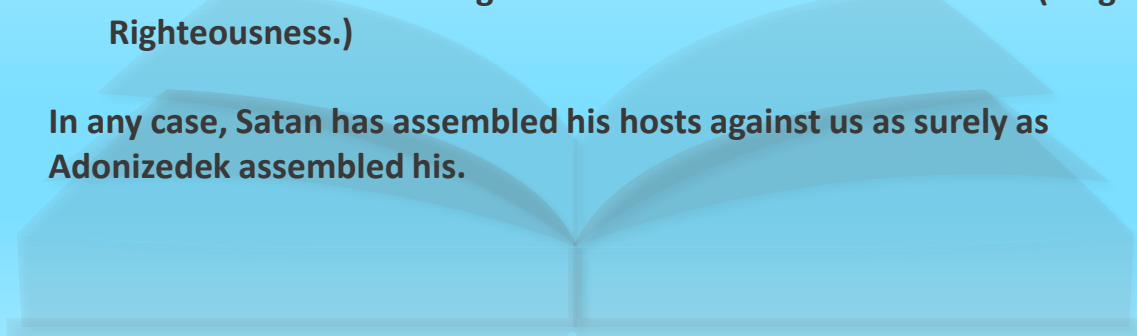 Righteousness.)
In any case, Satan has assembled his hosts against us as surely as
Adonizedek assembled his.